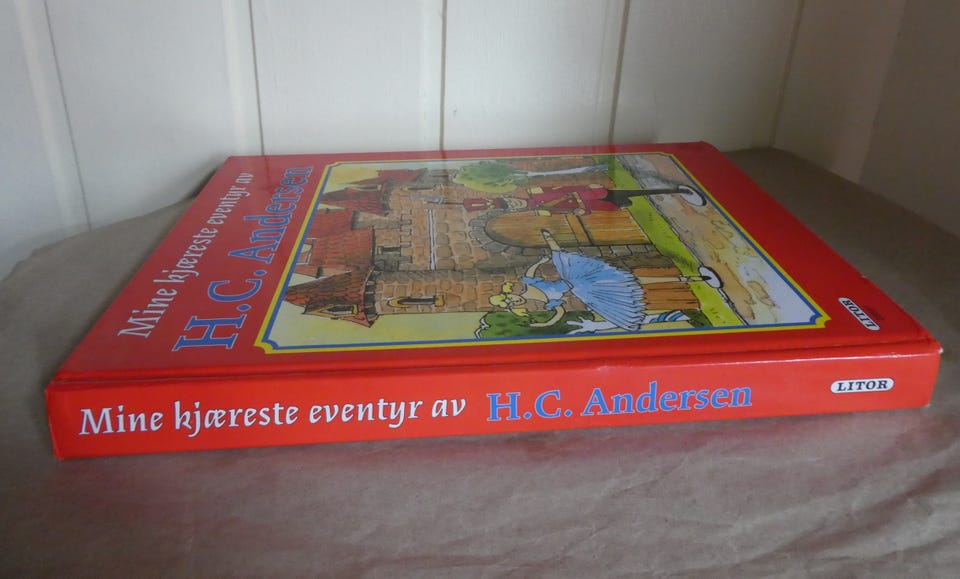 Mine kjæreste eventyr av
H.C. Andersen
LITOR
Mine kjæreste eventyr av H.C. Andersen
LITOR